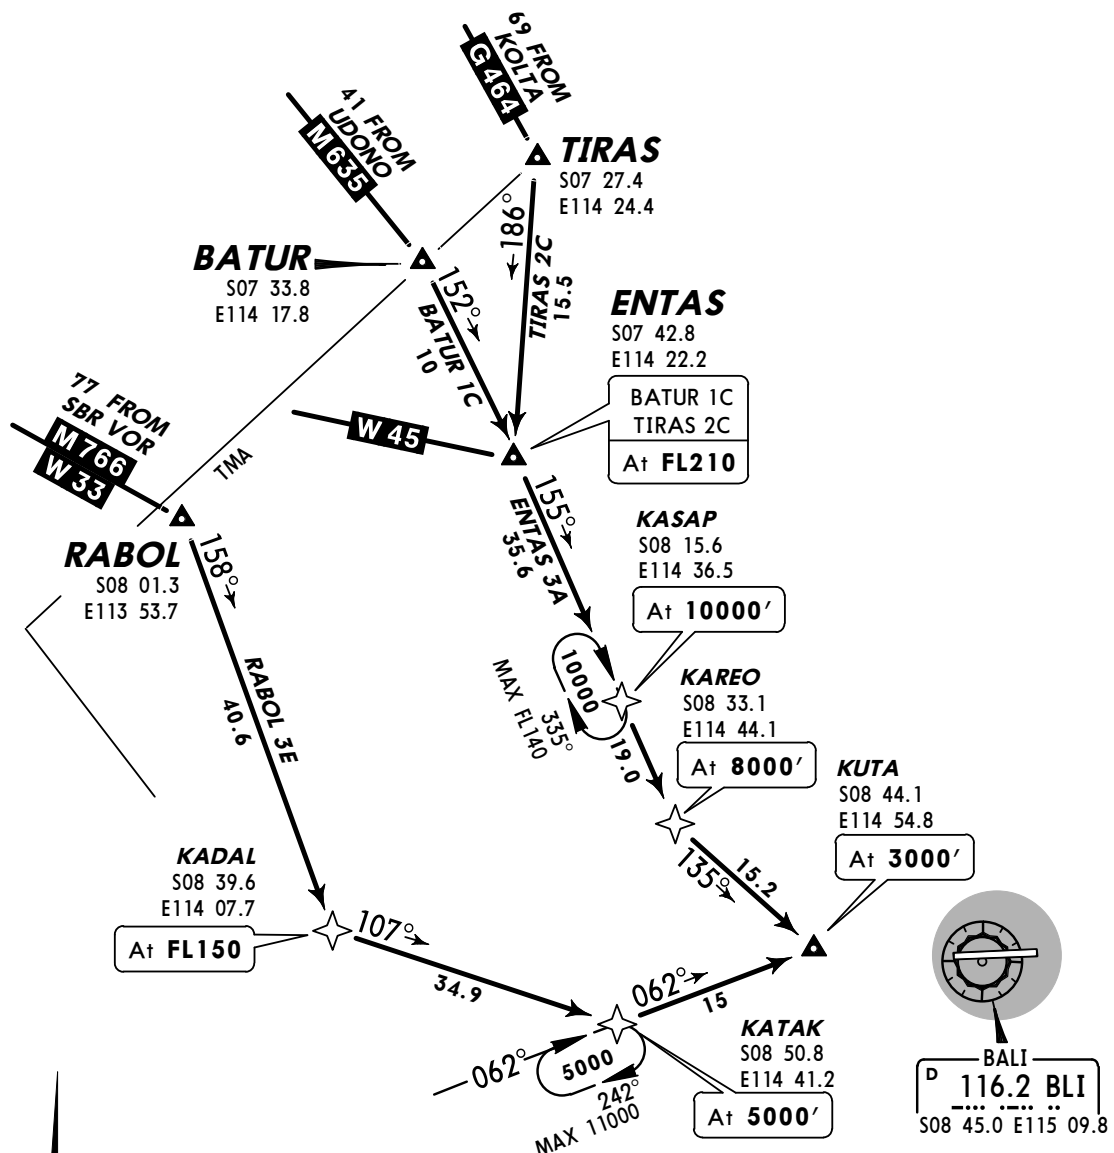 69 FROM
KOLTA
G 464
41 FROM
UDONO
M 635
TIRAS
S07 27.4
E114 24.4
186°
TIRAS 2C
15.5
BATUR
S07 33.8
E114 17.8
152°
BATUR 1C
10
ENTAS
S07 42.8
E114 22.2
BATUR 1C
TIRAS 2C
At FL210
77 FROM
SBR VOR
M 766
W 33
TMA
W 45
RABOL
S08 01.3
E113 53.7
158°
RABOL 3E
40.6
155°
ENTAS 3A
35.6
KASAP
S08 15.6
E114 36.5
At 10000'
10000
MAX FL140
335°
19.0
KAREO
S08 33.1
E114 44.1
At 8000'
135°
15.2
KUTA
S08 44.1
E114 54.8
At 3000'
KADAL
S08 39.6
E114 07.7
At FL150
107°
34.9
062°
15
062°
5000
242°
MAX 11000
KATAK
S08 50.8
E114 41.2
At 5000'
BALI
D 116.2 BLI
S08 45.0 E115 09.8